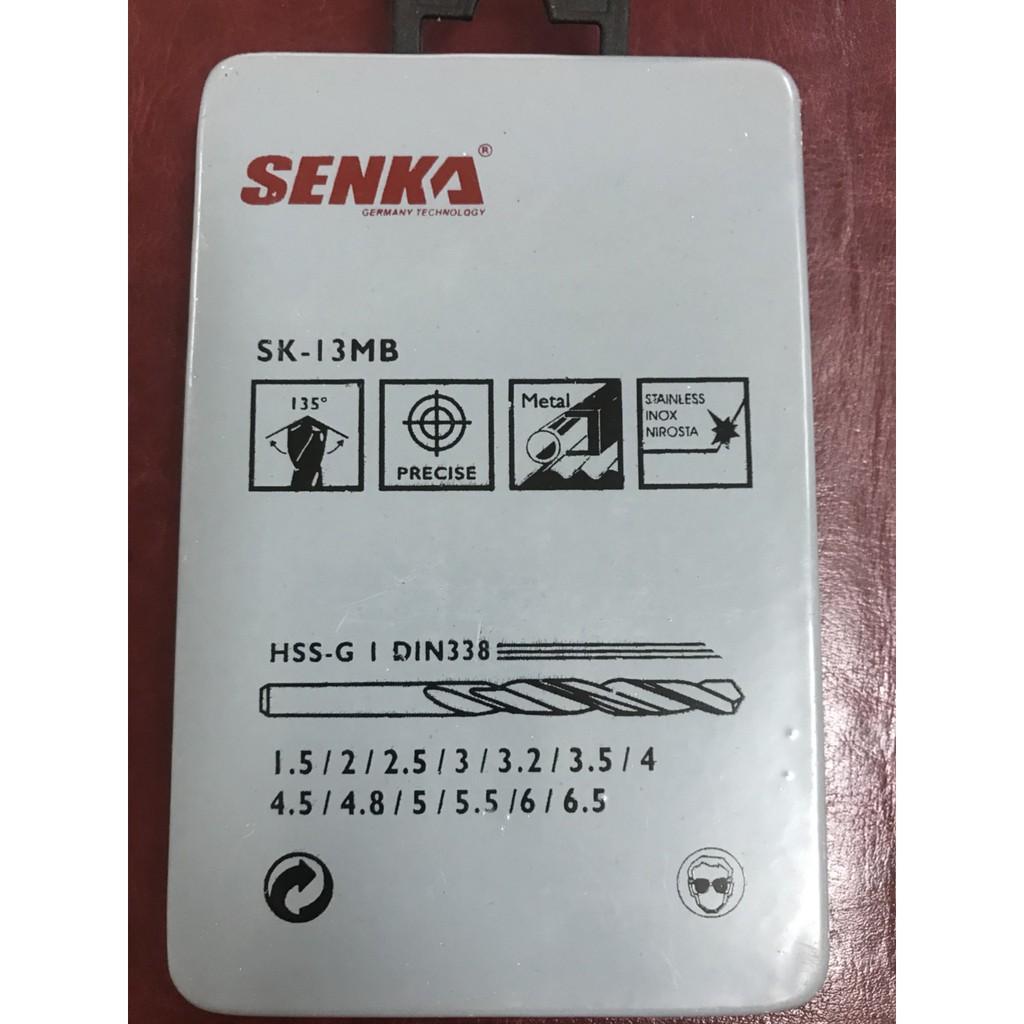 SENKA®
GERMANY TECHNOLOGY
SK-13MB
135°
PRECISE
Metal
STAINLESS
INOX
NIROSTA
HSS-G I DIN338
1.5 / 2 / 2.5 / 3 / 3.2 / 3.5 / 4
4.5 / 4.8 / 5 / 5.5 / 6 / 6.5